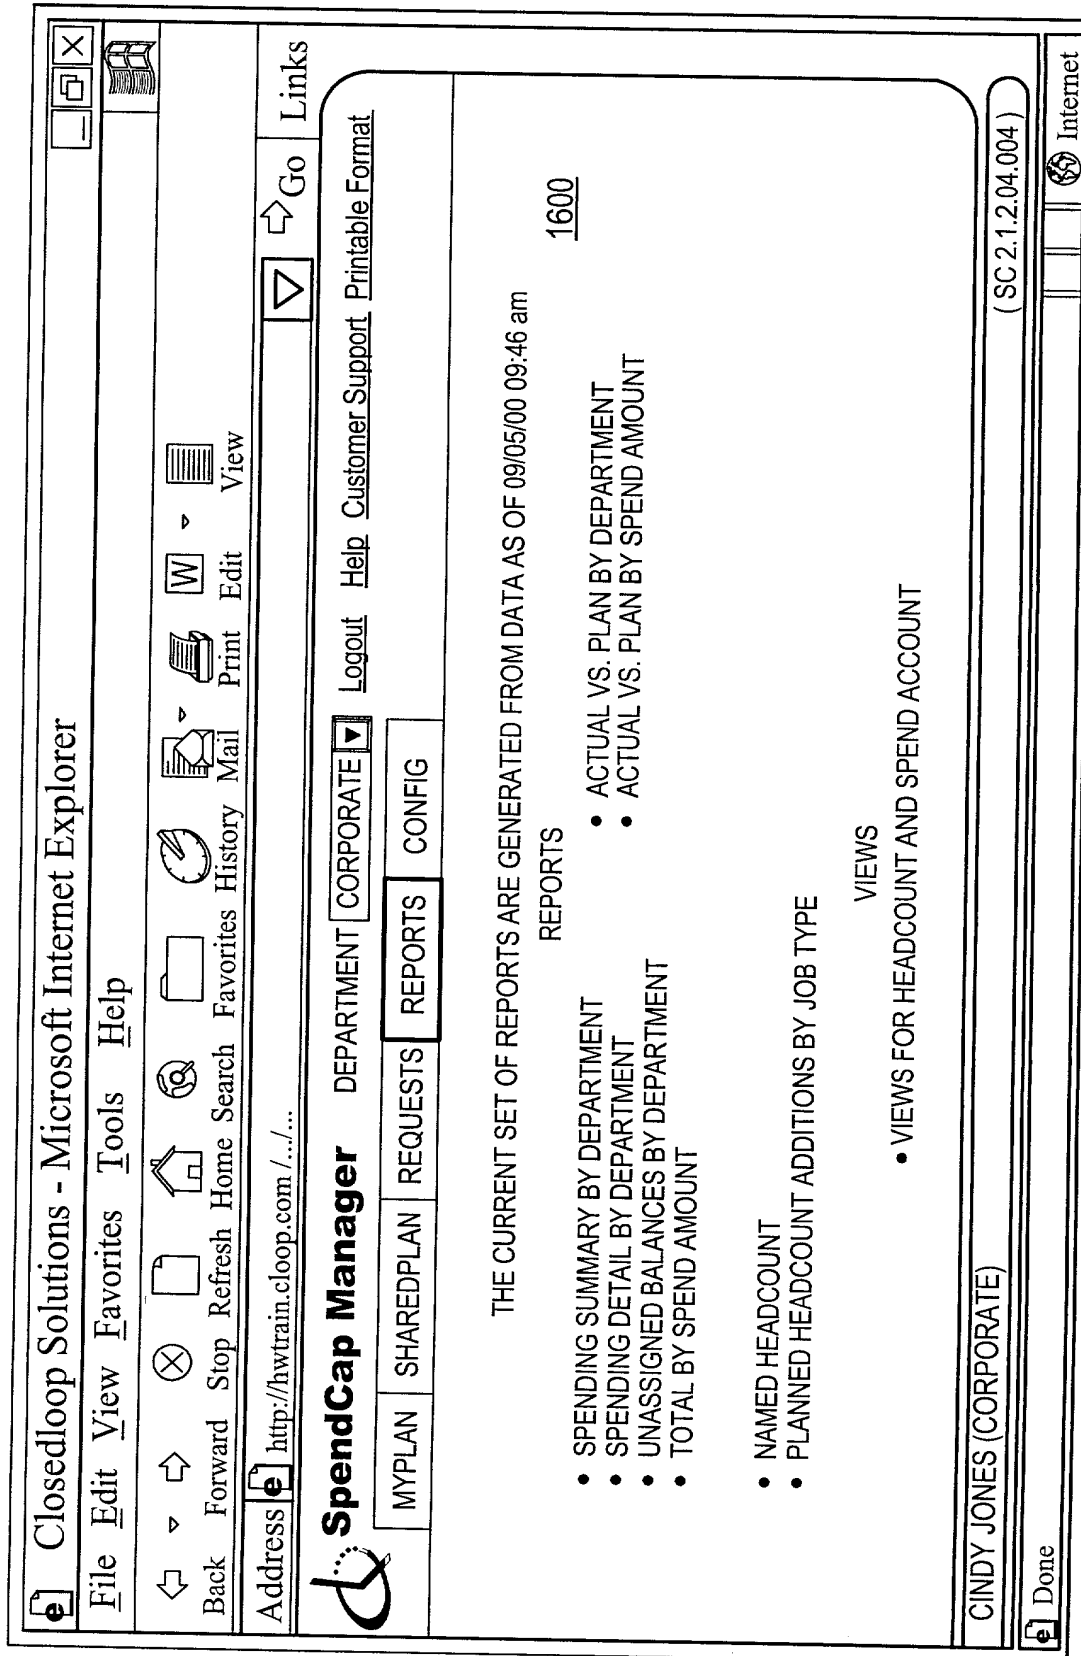 Closedloop Solutions - Microsoft Internet Explorer
File Edit View Favorites Tools Help
Back Forward Stop Refresh Home Search Favorites History Mail Print Edit View
W
Address http://hwtrain.cloop.com /.../... Go Links
SpendCap Manager DEPARTMENT CORPORATE Logout Help Customer Support Printable Format
MYPLAN SHAREDPLAN REQUESTS REPORTS CONFIG
THE CURRENT SET OF REPORTS ARE GENERATED FROM DATA AS OF 09/05/00 09:46 am
REPORTS
1600
• SPENDING SUMMARY BY DEPARTMENT
• SPENDING DETAIL BY DEPARTMENT
• UNASSIGNED BALANCES BY DEPARTMENT
• TOTAL BY SPEND AMOUNT
• ACTUAL VS. PLAN BY DEPARTMENT
• ACTUAL VS. PLAN BY SPEND AMOUNT
• NAMED HEADCOUNT
• PLANNED HEADCOUNT ADDITIONS BY JOB TYPE
VIEWS
• VIEWS FOR HEADCOUNT AND SPEND ACCOUNT
CINDY JONES (CORPORATE) ( SC 2.1.2.04.004 )
Done Internet